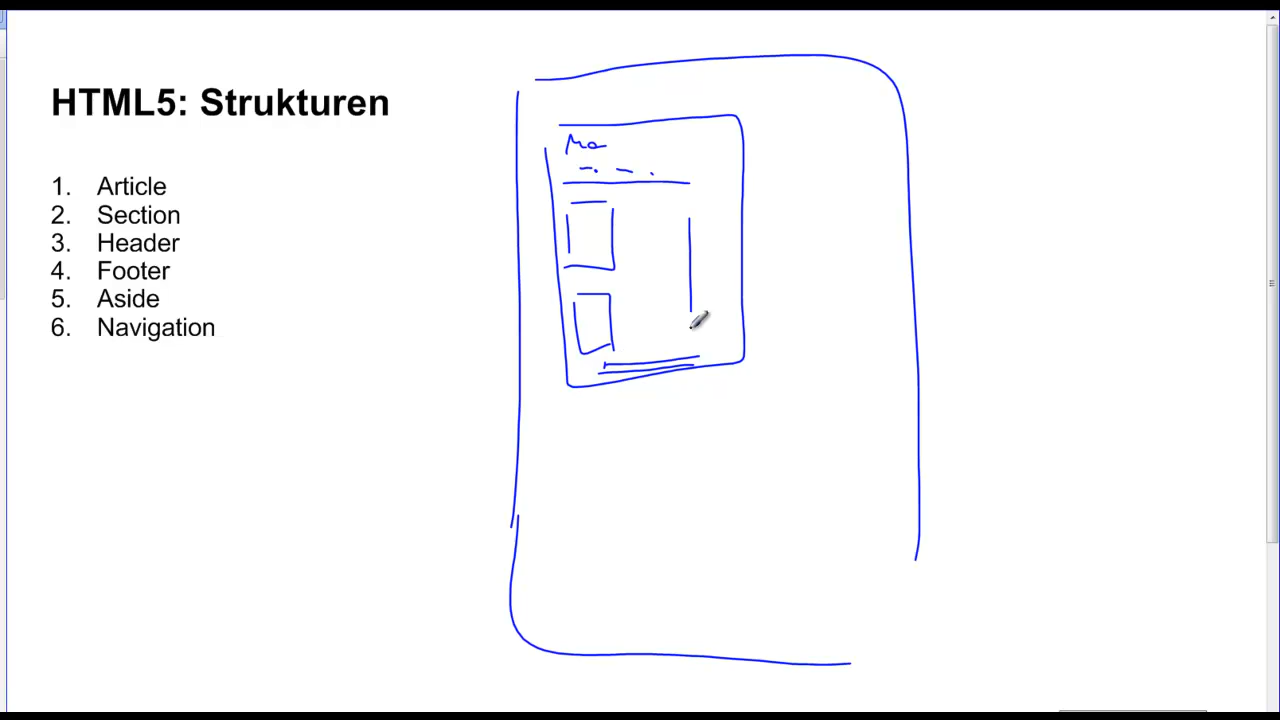 HTML5: Strukturen
1. Article
2. Section
3. Header
4. Footer
5. Aside
6. Navigation